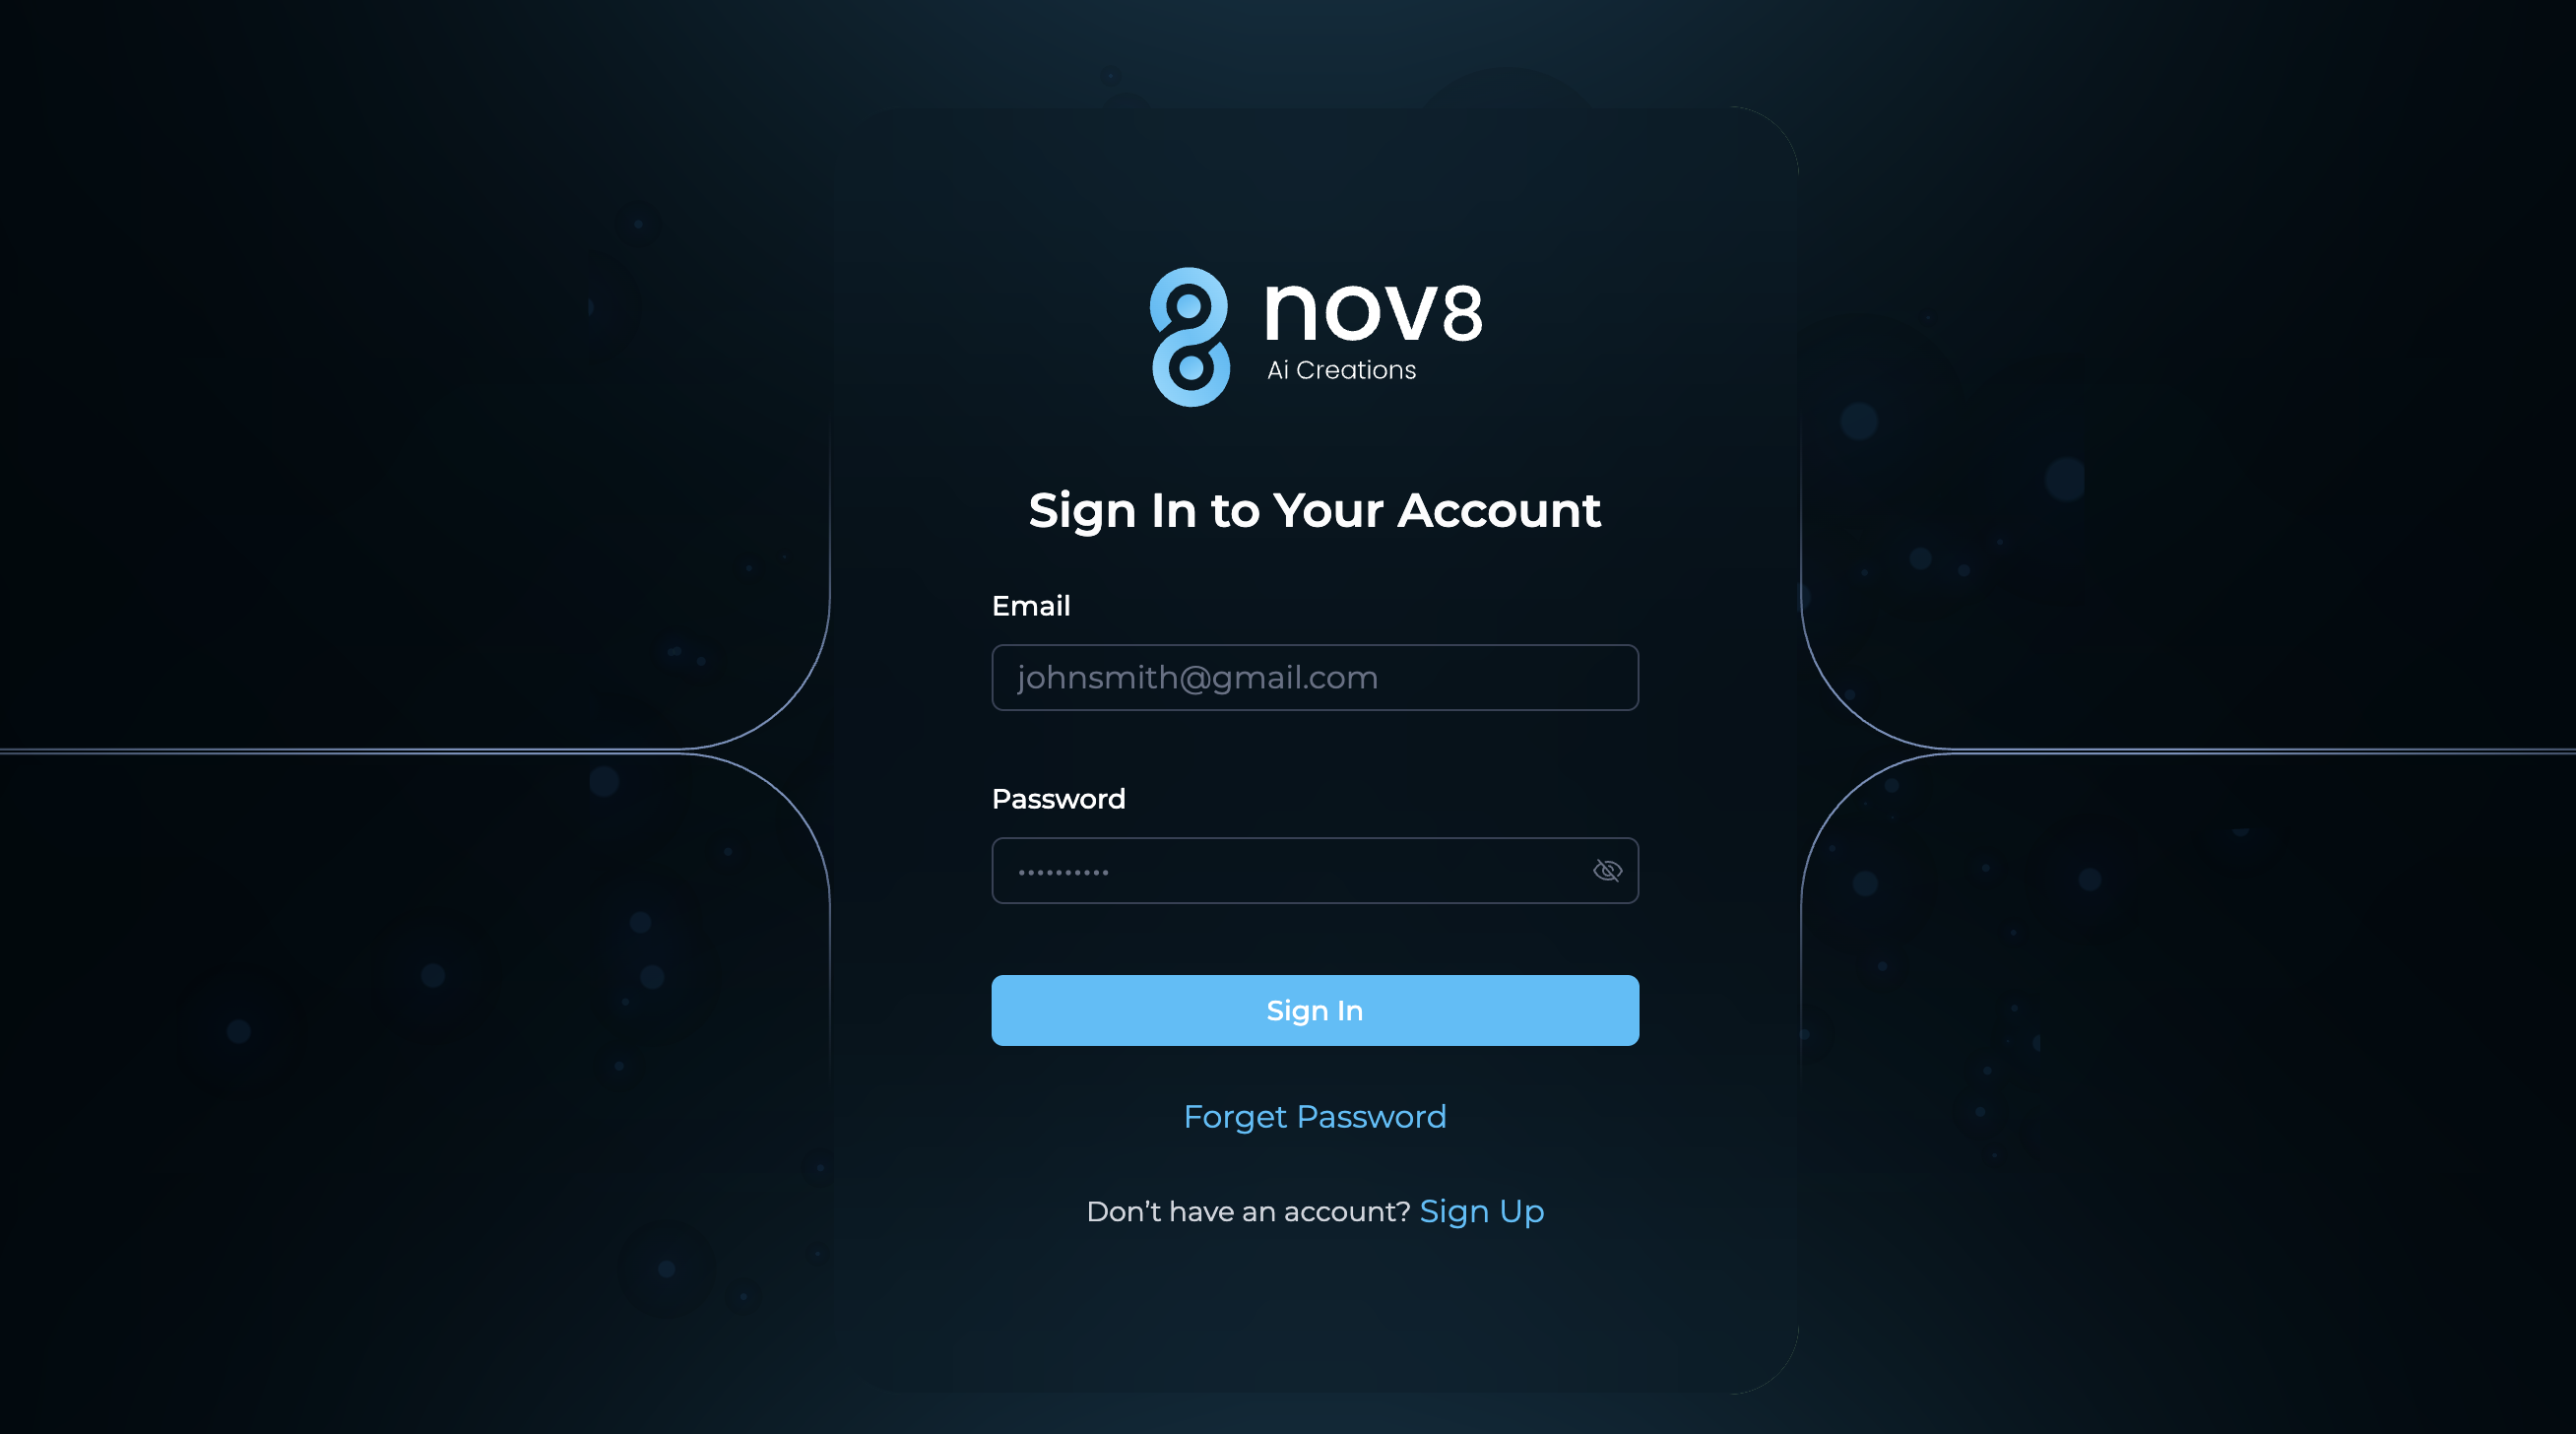 nov8
Ai Creations
Sign In to Your Account
Email
johnsmith@gmail.com
Password
••••••••••
Sign In
Forget Password
Don’t have an account? Sign Up